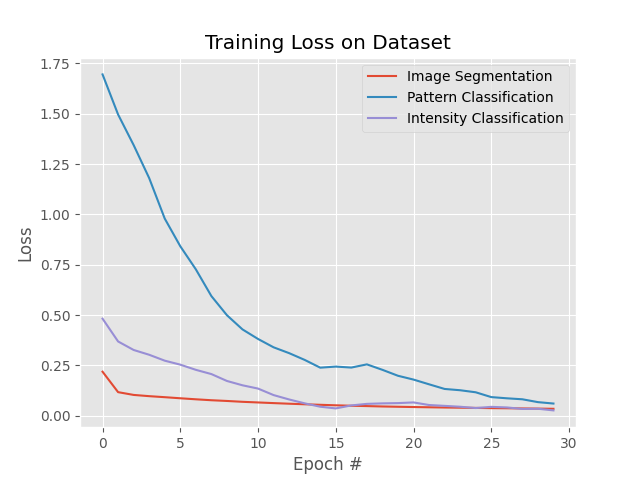 Training Loss on Dataset
1.75
1.50
1.25
1.00
0.75
0.50
0.25
0.00
Loss
Image Segmentation
Pattern Classification
Intensity Classification
0 5 10 15 20 25 30
Epoch #